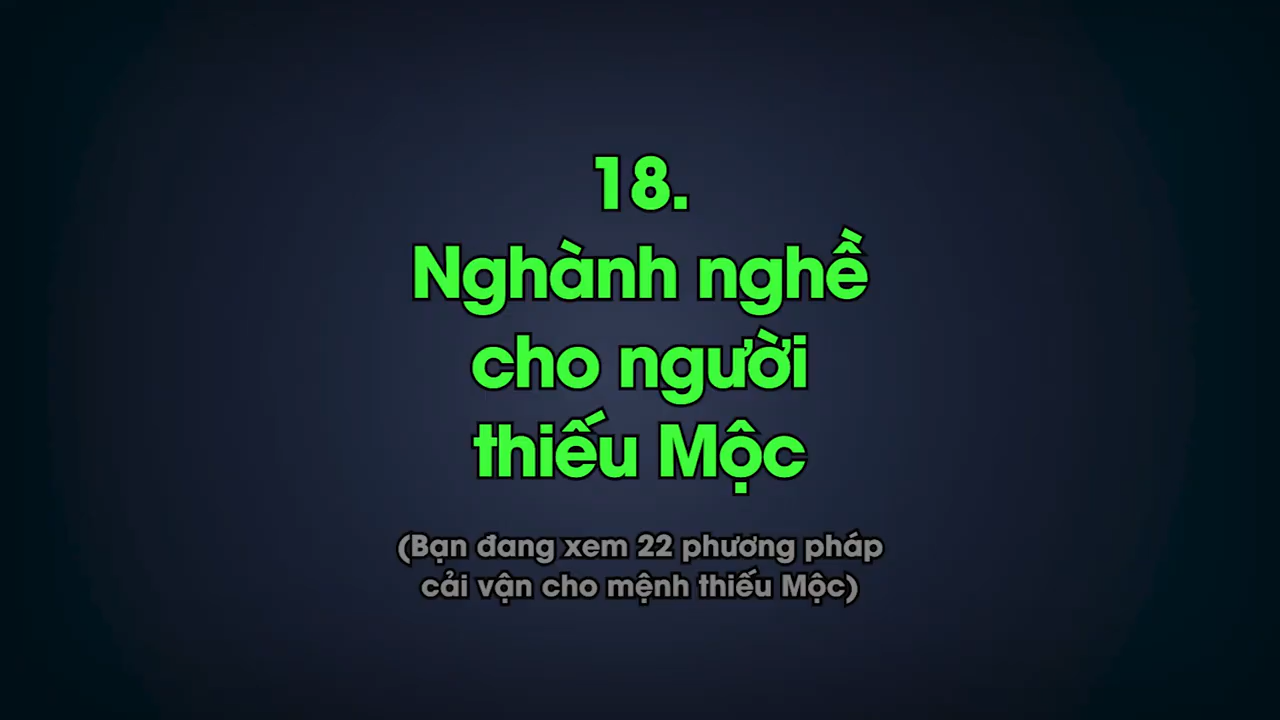 18.
Nghành nghề
cho người
thiếu Mộc
(Bạn đang xem 22 phương pháp
cải vận cho mệnh thiếu Mộc)